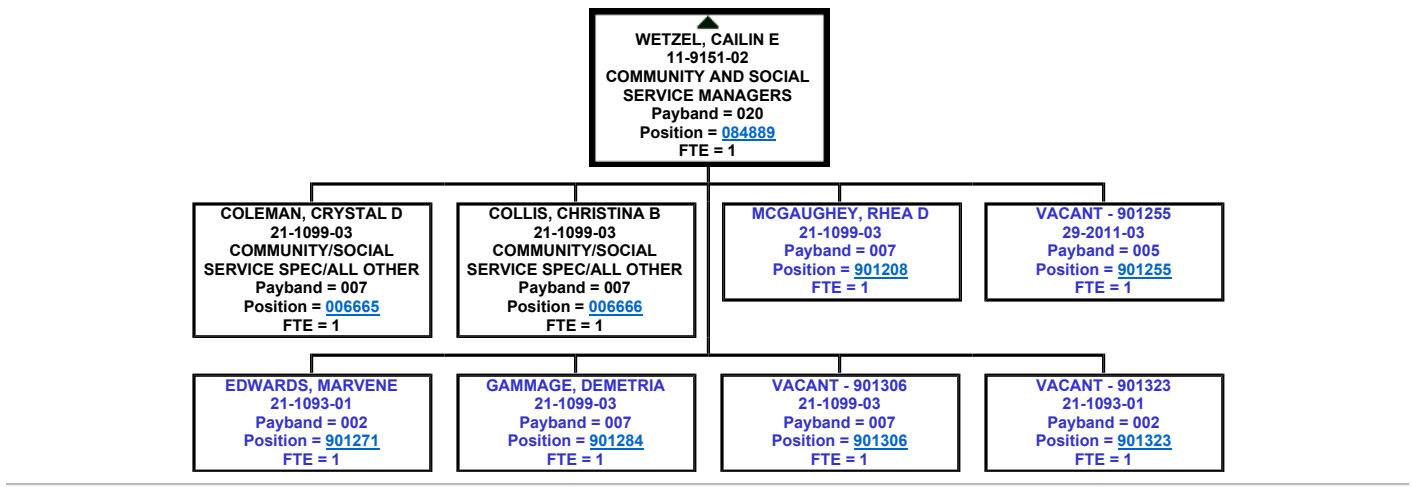 WETZEL, CAILIN E
11-9151-02
COMMUNITY AND SOCIAL
SERVICE MANAGERS
Payband = 020
Position = 084889
FTE = 1
COLEMAN, CRYSTAL D
21-1099-03
COMMUNITY/SOCIAL
SERVICE SPEC/ALL OTHER
Payband = 007
Position = 006665
FTE = 1
COLLIS, CHRISTINA B
21-1099-03
COMMUNITY/SOCIAL
SERVICE SPEC/ALL OTHER
Payband = 007
Position = 006666
FTE = 1
MCGAUGHEY, RHEA D
21-1099-03
Payband = 007
Position = 901208
FTE = 1
VACANT - 901255
29-2011-03
Payband = 005
Position = 901255
FTE = 1
EDWARDS, MARVENE
21-1093-01
Payband = 002
Position = 901271
FTE = 1
GAMMAGE, DEMETRIA
21-1099-03
Payband = 007
Position = 901284
FTE = 1
VACANT - 901306
21-1099-03
Payband = 007
Position = 901306
FTE = 1
VACANT - 901323
21-1093-01
Payband = 002
Position = 901323
FTE = 1